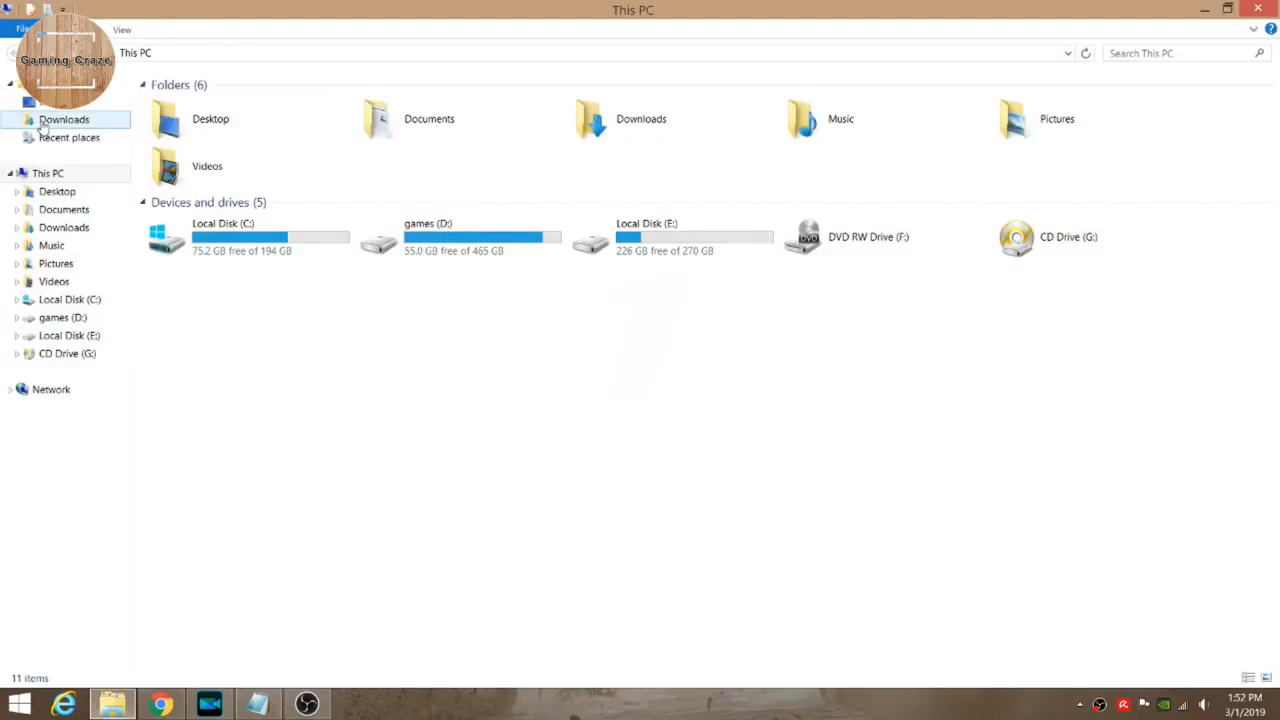 This PC
File
View
Gaming Craze
This PC
Search This PC
Downloads
Recent places
This PC
Desktop
Documents
Downloads
Music
Pictures
Videos
Local Disk (C:)
games (D:)
Local Disk (E:)
CD Drive (G:)
Network
Folders (6)
Desktop
Documents
Downloads
Music
Pictures
Videos
Devices and drives (5)
Local Disk (C:)
75.2 GB free of 194 GB
games (D:)
55.0 GB free of 465 GB
Local Disk (E:)
226 GB free of 270 GB
DVD RW Drive (F:)
CD Drive (G:)
11 items
1:52 PM
3/1/2019